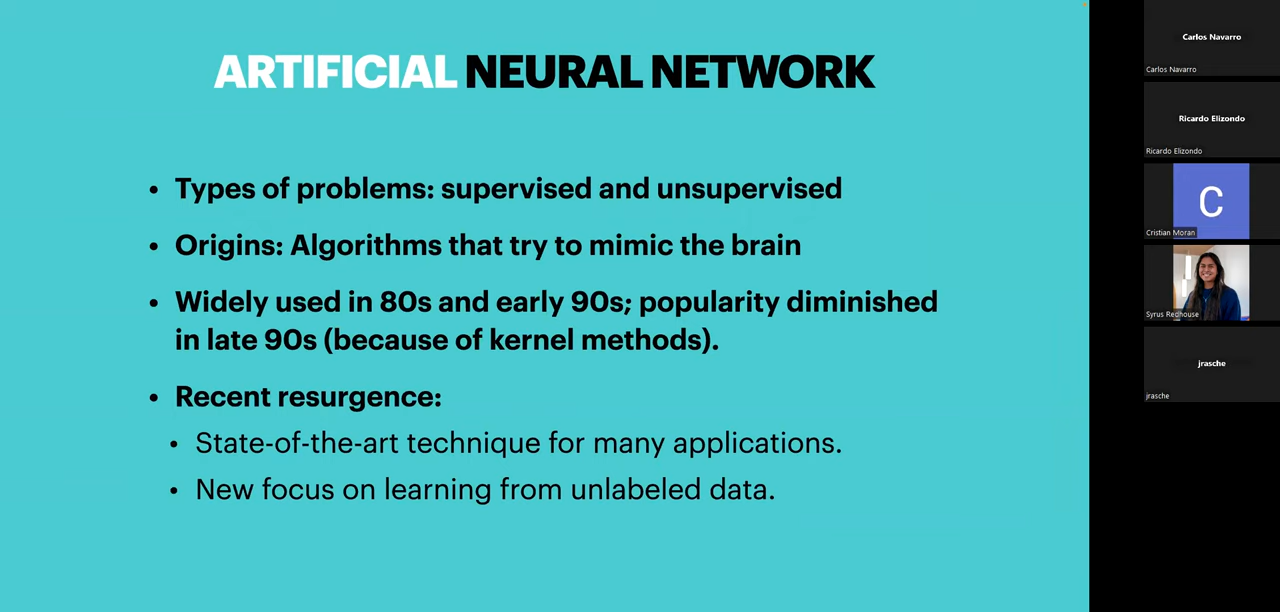 ARTIFICIAL NEURAL NETWORK
• Types of problems: supervised and unsupervised
• Origins: Algorithms that try to mimic the brain
• Widely used in 80s and early 90s; popularity diminished
in late 90s (because of kernel methods).
• Recent resurgence:
• State-of-the-art technique for many applications.
• New focus on learning from unlabeled data.
Carlos Navarro
Carlos Navarro
Ricardo Elizondo
Ricardo Elizondo
C
Cristian Moran
Syrus Redhouse
jrasche
jrasche